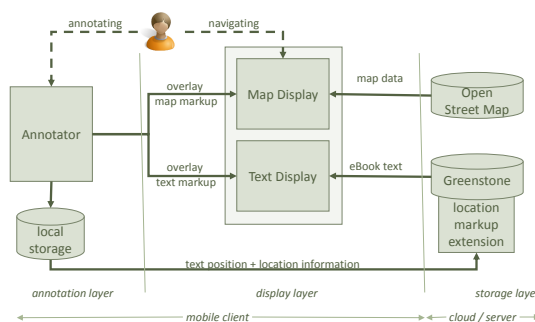 annotating
navigating
overlay
map markup
Map Display
map data
Open
Street Map
Annotator
overlay
text markup
Text Display
eBook text
Greenstone
location
markup
extension
local
storage
text position + location information
annotation layer
display layer
storage laye
mobile client
cloud / server